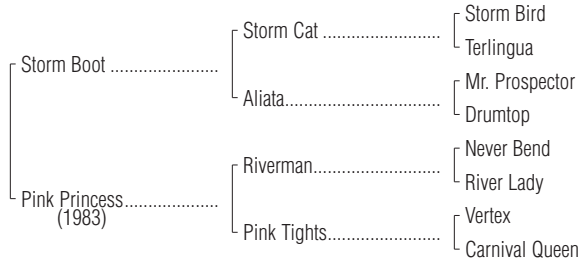 Storm Bird
Storm Cat ......................
Terlingua
Storm Boot ....................
Mr. Prospector
Aliata.............................
Drumtop
Never Bend
Riverman.......................
River Lady
Pink Princess.................
(1983)
Vertex
Pink Tights....................
Carnival Queen